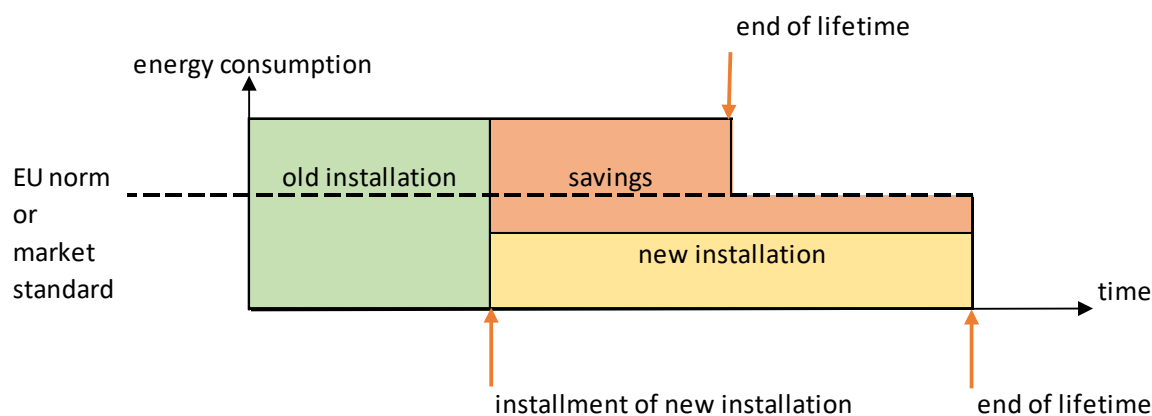 end of lifetime
energy consumption
EU norm
or
market
standard
old installation
savings
new installation
time
installment of new installation
end of lifetime